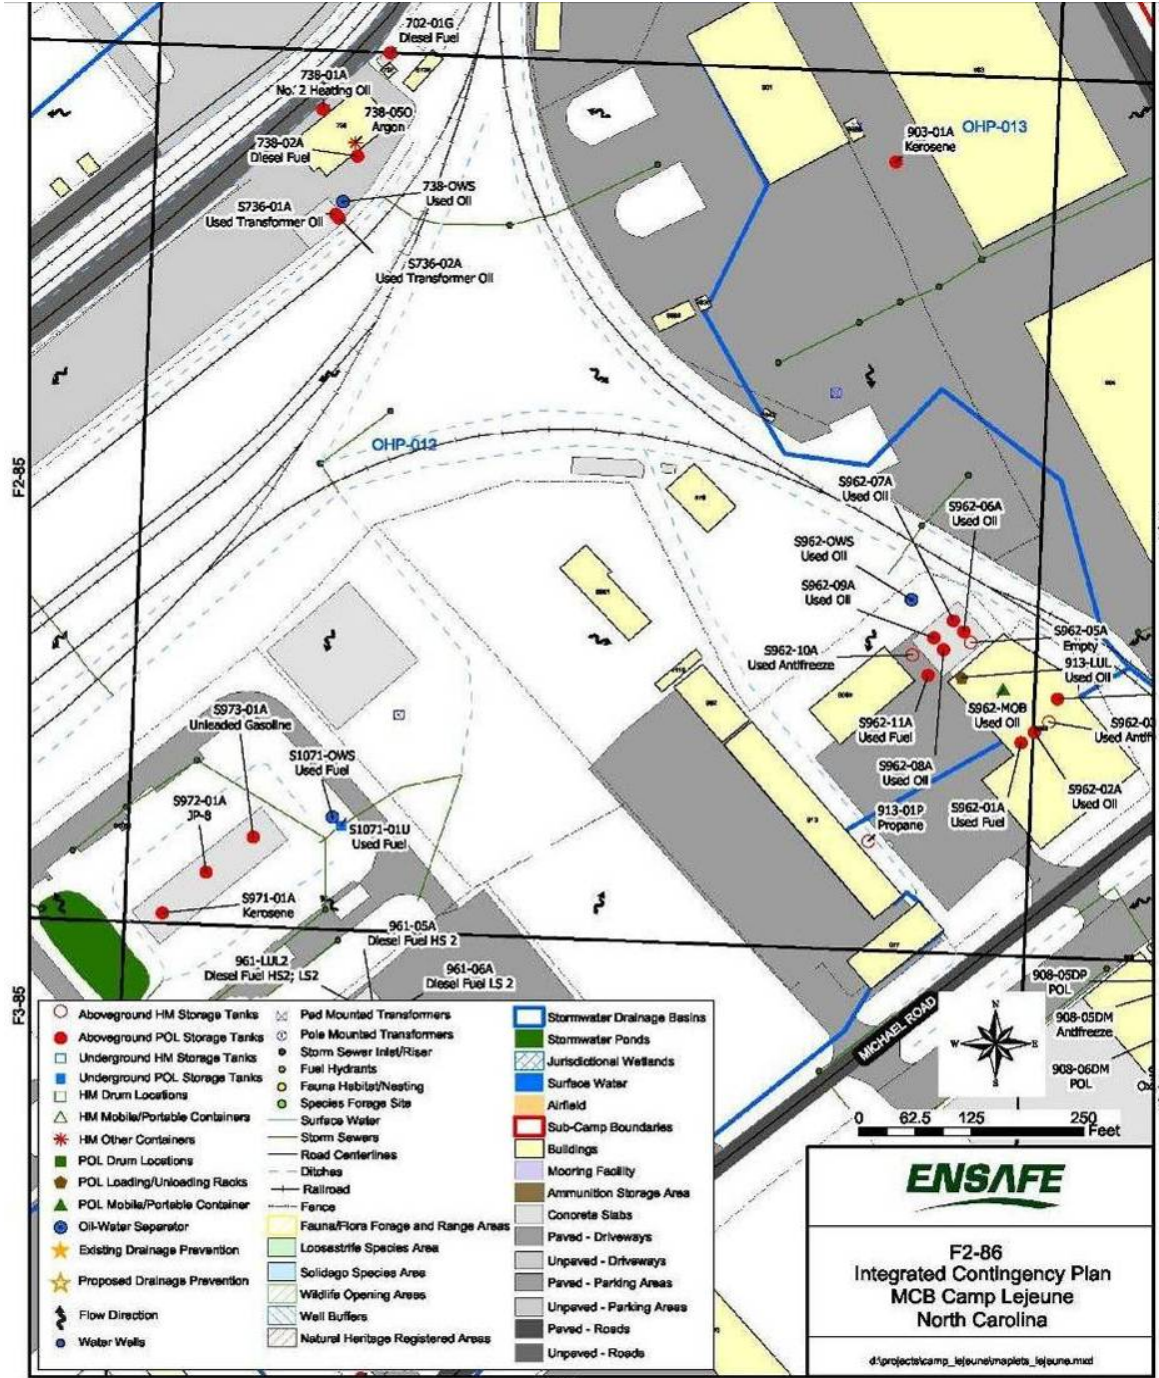 702-01G
Diesel Fuel
738-01A
No. 2 Heating Oil
738-05O
Argon
738-02A
Diesel Fuel
903-01A
Kerosene
OHP-013
738-OWS
Used Oil
S736-01A
Used Transformer Oil
S736-02A
Used Transformer Oil
OHP-012
F2-85
S962-07A
Used Oil
S962-06A
Used Oil
S962-OWS
Used Oil
S962-09A
Used Oil
S962-05A
Empty
S962-10A
Used Antifreeze
913-LUL
Used Oil
S962-MOB
Used Oil
S962-03
Used Antif
S962-11A
Used Fuel
S962-08A
Used Oil
S962-02A
Used Oil
S962-01A
Used Fuel
913-01P
Propane
S973-01A
Unleaded Gasoline
S1071-OWS
Used Fuel
S972-01A
JP-8
S1071-01U
Used Fuel
S971-01A
Kerosene
961-05A
Diesel Fuel HS 2
961-LUL2
Diesel Fuel HS2; LS2
961-06A
Diesel Fuel LS 2
F3-85
908-05DP
POL
908-05DM
Antifreeze
908-06DM
POL
MICHAEL ROAD
N
W
E
S
0 62.5 125 250
Feet
Aboveground HM Storage Tanks
Aboveground POL Storage Tanks
Underground HM Storage Tanks
Underground POL Storage Tanks
HM Drum Locations
HM Mobile/Portable Containers
HM Other Containers
POL Drum Locations
POL Loading/Unloading Racks
POL Mobile/Portable Container
Oil-Water Separator
Existing Drainage Prevention
Proposed Drainage Prevention
Flow Direction
Water Wells
Pad Mounted Transformers
Pole Mounted Transformers
Storm Sewer Inlet/Riser
Fuel Hydrants
Fauna Habitat/Nesting
Species Forage Site
Surface Water
Storm Sewers
Road Centerlines
Ditches
Railroad
Fence
Fauna/Flora Forage and Range Areas
Loosestrife Species Area
Solidago Species Area
Wildlife Opening Areas
Well Buffers
Natural Heritage Registered Areas
Stormwater Drainage Basins
Stormwater Ponds
Jurisdictional Wetlands
Surface Water
Airfield
Sub-Camp Boundaries
Buildings
Mooring Facility
Ammunition Storage Area
Concrete Slabs
Paved - Driveways
Unpaved - Driveways
Paved - Parking Areas
Unpaved - Parking Areas
Paved - Roads
Unpaved - Roads
ENSAFE
F2-86
Integrated Contingency Plan
MCB Camp Lejeune
North Carolina
d:\projects\camp_lejeune\maplets_lejeune.mxd